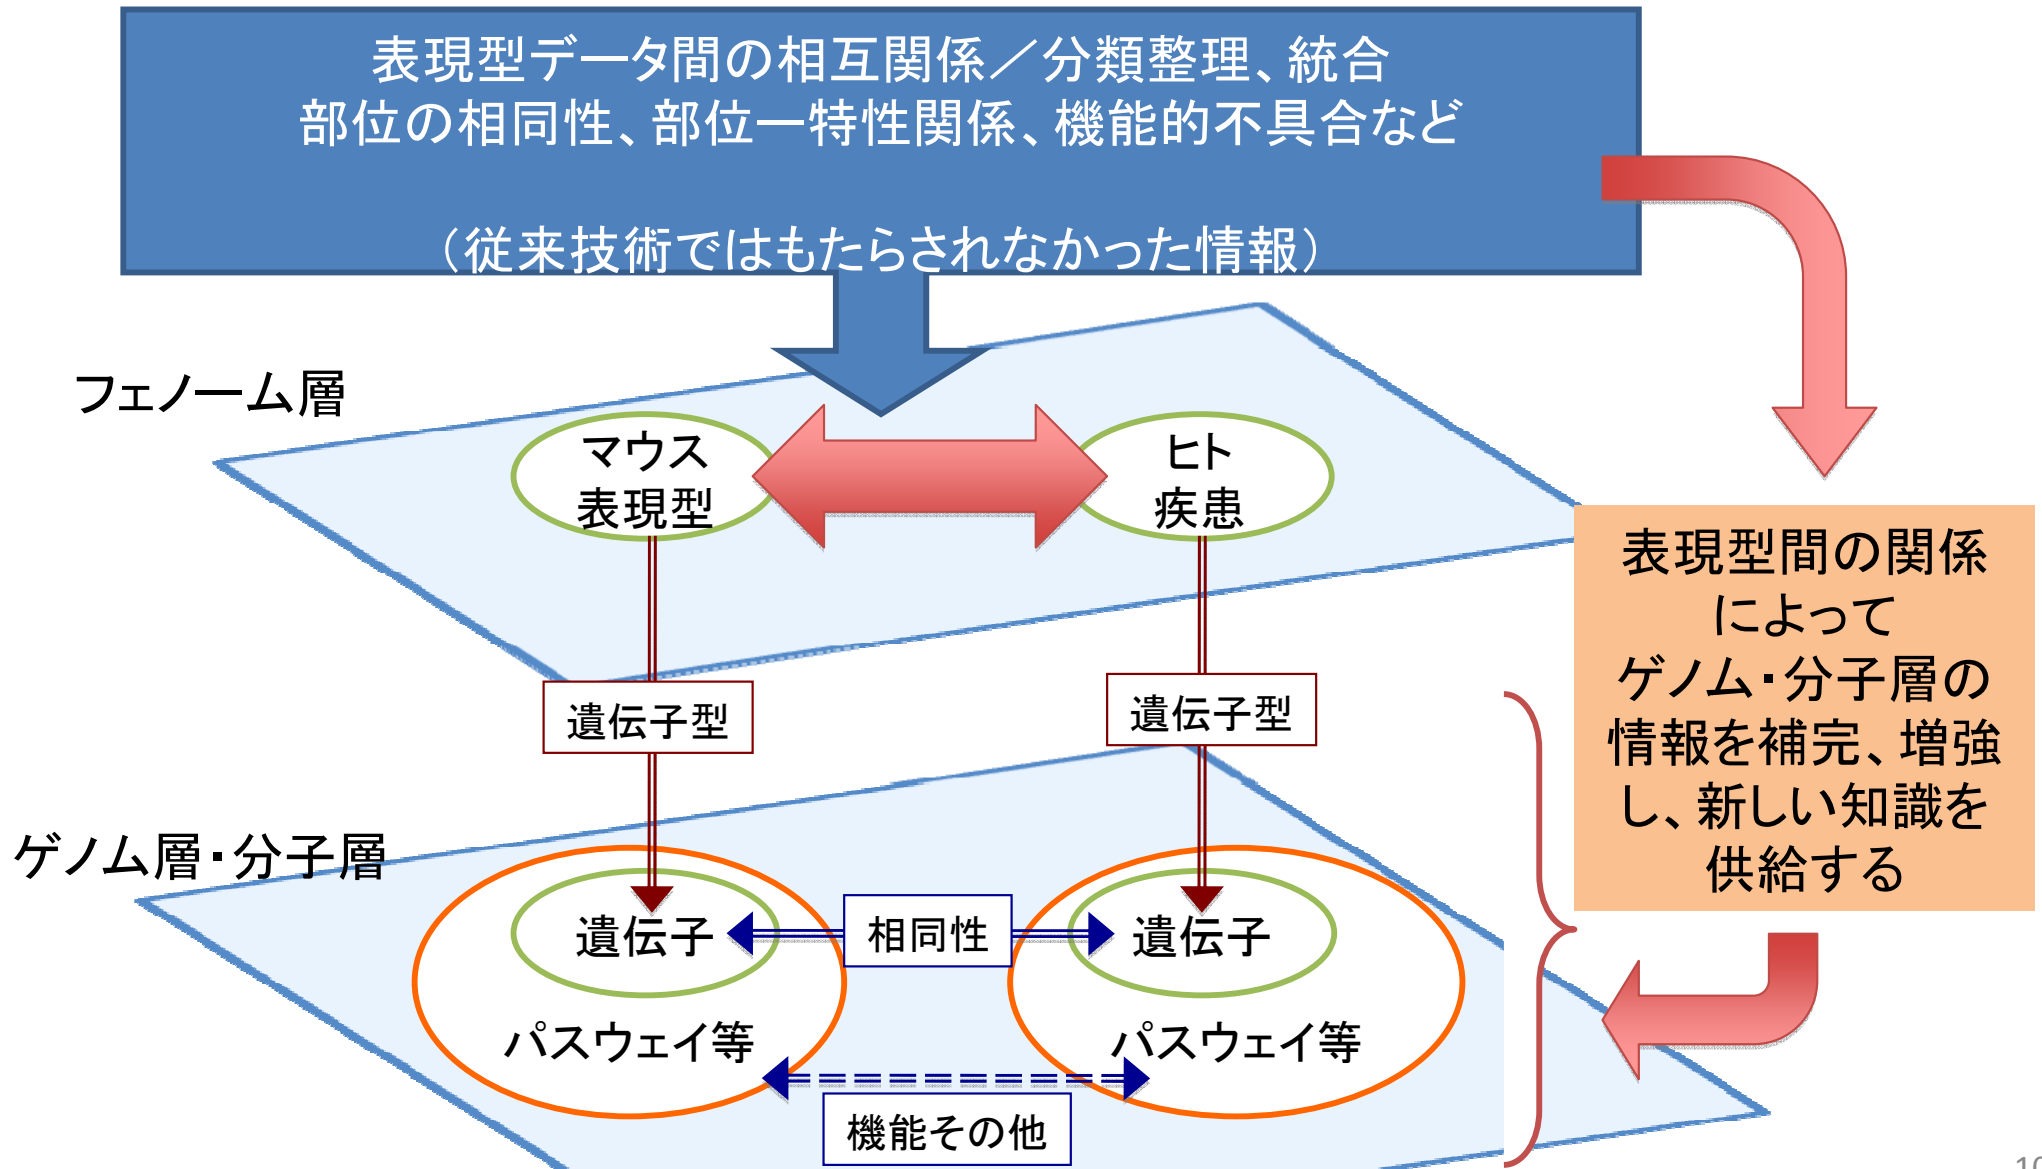 表現型データ間の相互関係／分類整理、統合
部位の相同性、部位―特性関係、機能的不具合など
（従来技術ではもたらされなかった情報）
フェノーム層
マウス
表現型
ヒト
疾患
表現型間の関係
によって
ゲノム・分子層の
情報を補完、増強
し、新しい知識を
供給する
遺伝子型
遺伝子型
ゲノム層・分子層
遺伝子
相同性
遺伝子
パスウェイ等
パスウェイ等
機能その他